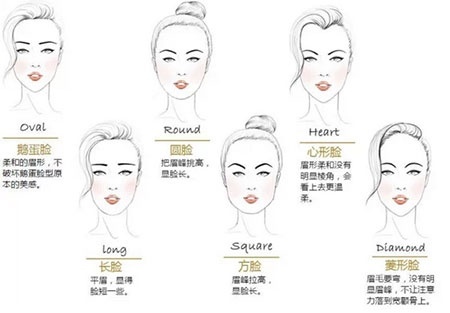 Oval
鹅蛋脸
柔和的眉形，不
破坏鹅蛋脸型原
本的美感。
Round
圆脸
把眉峰挑高，
显脸长。
Heart
心形脸
眉形柔和没有
明显棱角，会
看上去更温
柔。
long
长脸
平眉，显得
脸短一些。
Square
方脸
眉峰拉高，
显脸长。
Diamond
菱形脸
眉毛要弯，没有明
显眉峰，不让注意
力落到宽颧骨上。